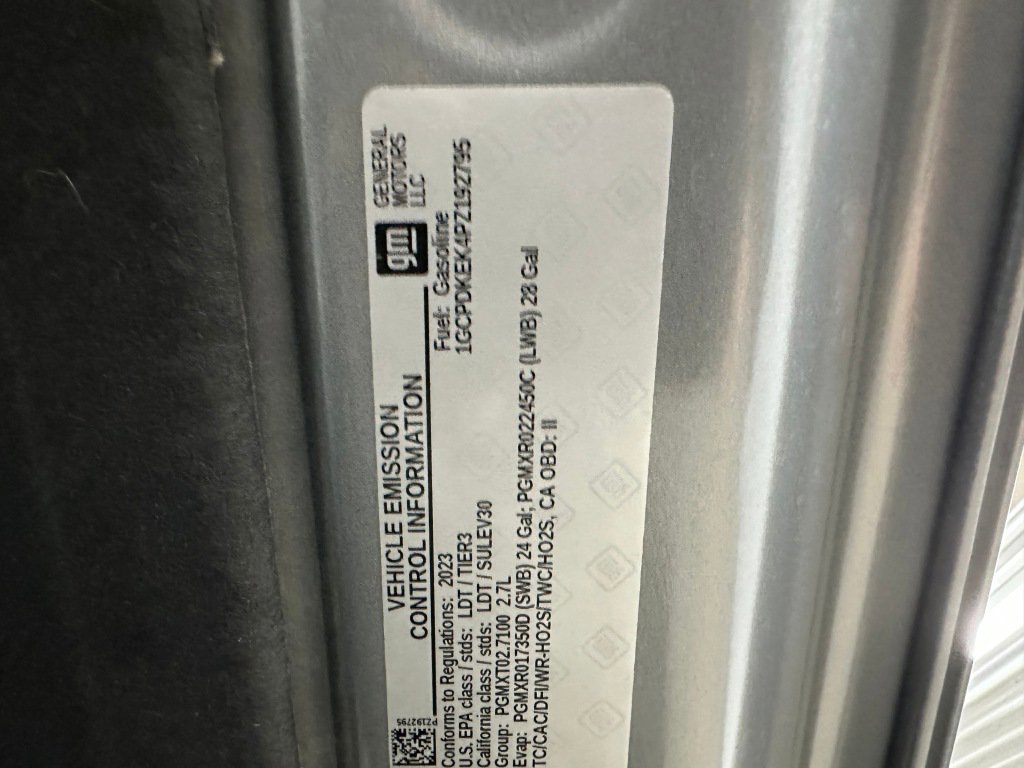 PZ192795
VEHICLE EMISSION
CONTROL INFORMATION
gm
GENERAL
MOTORS
LLC
Conforms to Regulations: 2023
Fuel: Gasoline
U.S. EPA class / stds: LDT / TIER3
1GCPDKEK4PZ192795
California class / stds: LDT / SULEV30
Group: PGMXT02.7100 2.7L
Evap: PGMXR017350D (SWB) 24 Gal; PGMXR022450C (LWB) 28 Gal
TC/CAC/DFI/WR-HO2S/TWC/HO2S, CA OBD: II